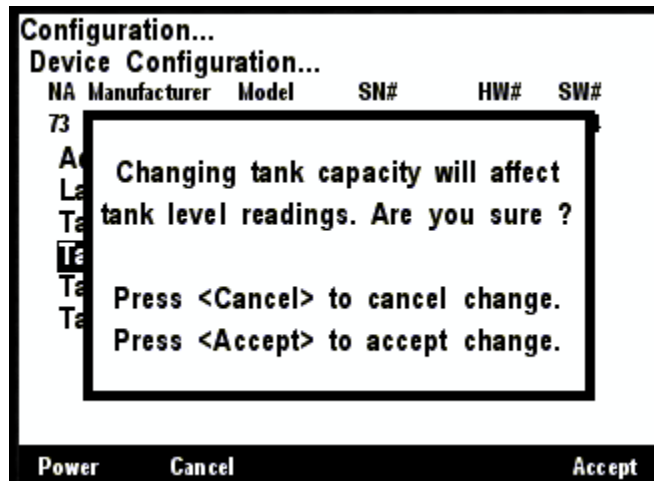 Configuration...
Device Configuration...
NA Manufacturer Model SN# HW# SW#
73
Changing tank capacity will affect
tank level readings. Are you sure ?
Press <Cancel> to cancel change.
Press <Accept> to accept change.
Power Cancel Accept